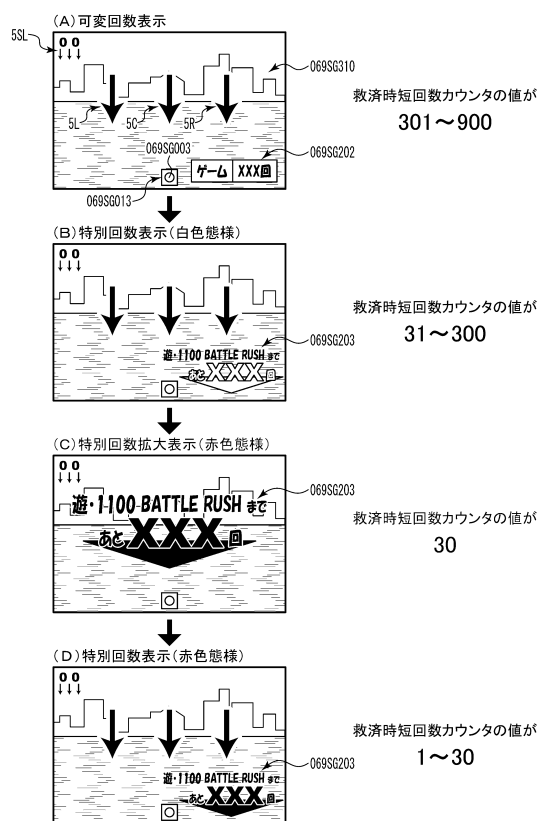 (A)可変回数表示
5SL
0 0
069SG310
5L
5C
5R
069SG003
069SG202
ゲーム XXX回
069SG013
救済時短回数カウンタの値が
301～900
(B)特別回数表示(白色態様)
0 0
069SG203
遊・1100 BATTLE RUSH まで
あと XXX 回
救済時短回数カウンタの値が
31～300
(C)特別回数拡大表示(赤色態様)
0 0
069SG203
遊・1100 BATTLE RUSH まで
あと XXX 回
救済時短回数カウンタの値が
30
(D)特別回数表示(赤色態様)
0 0
069SG203
遊・1100 BATTLE RUSH まで
あと XXX 回
救済時短回数カウンタの値が
1～30